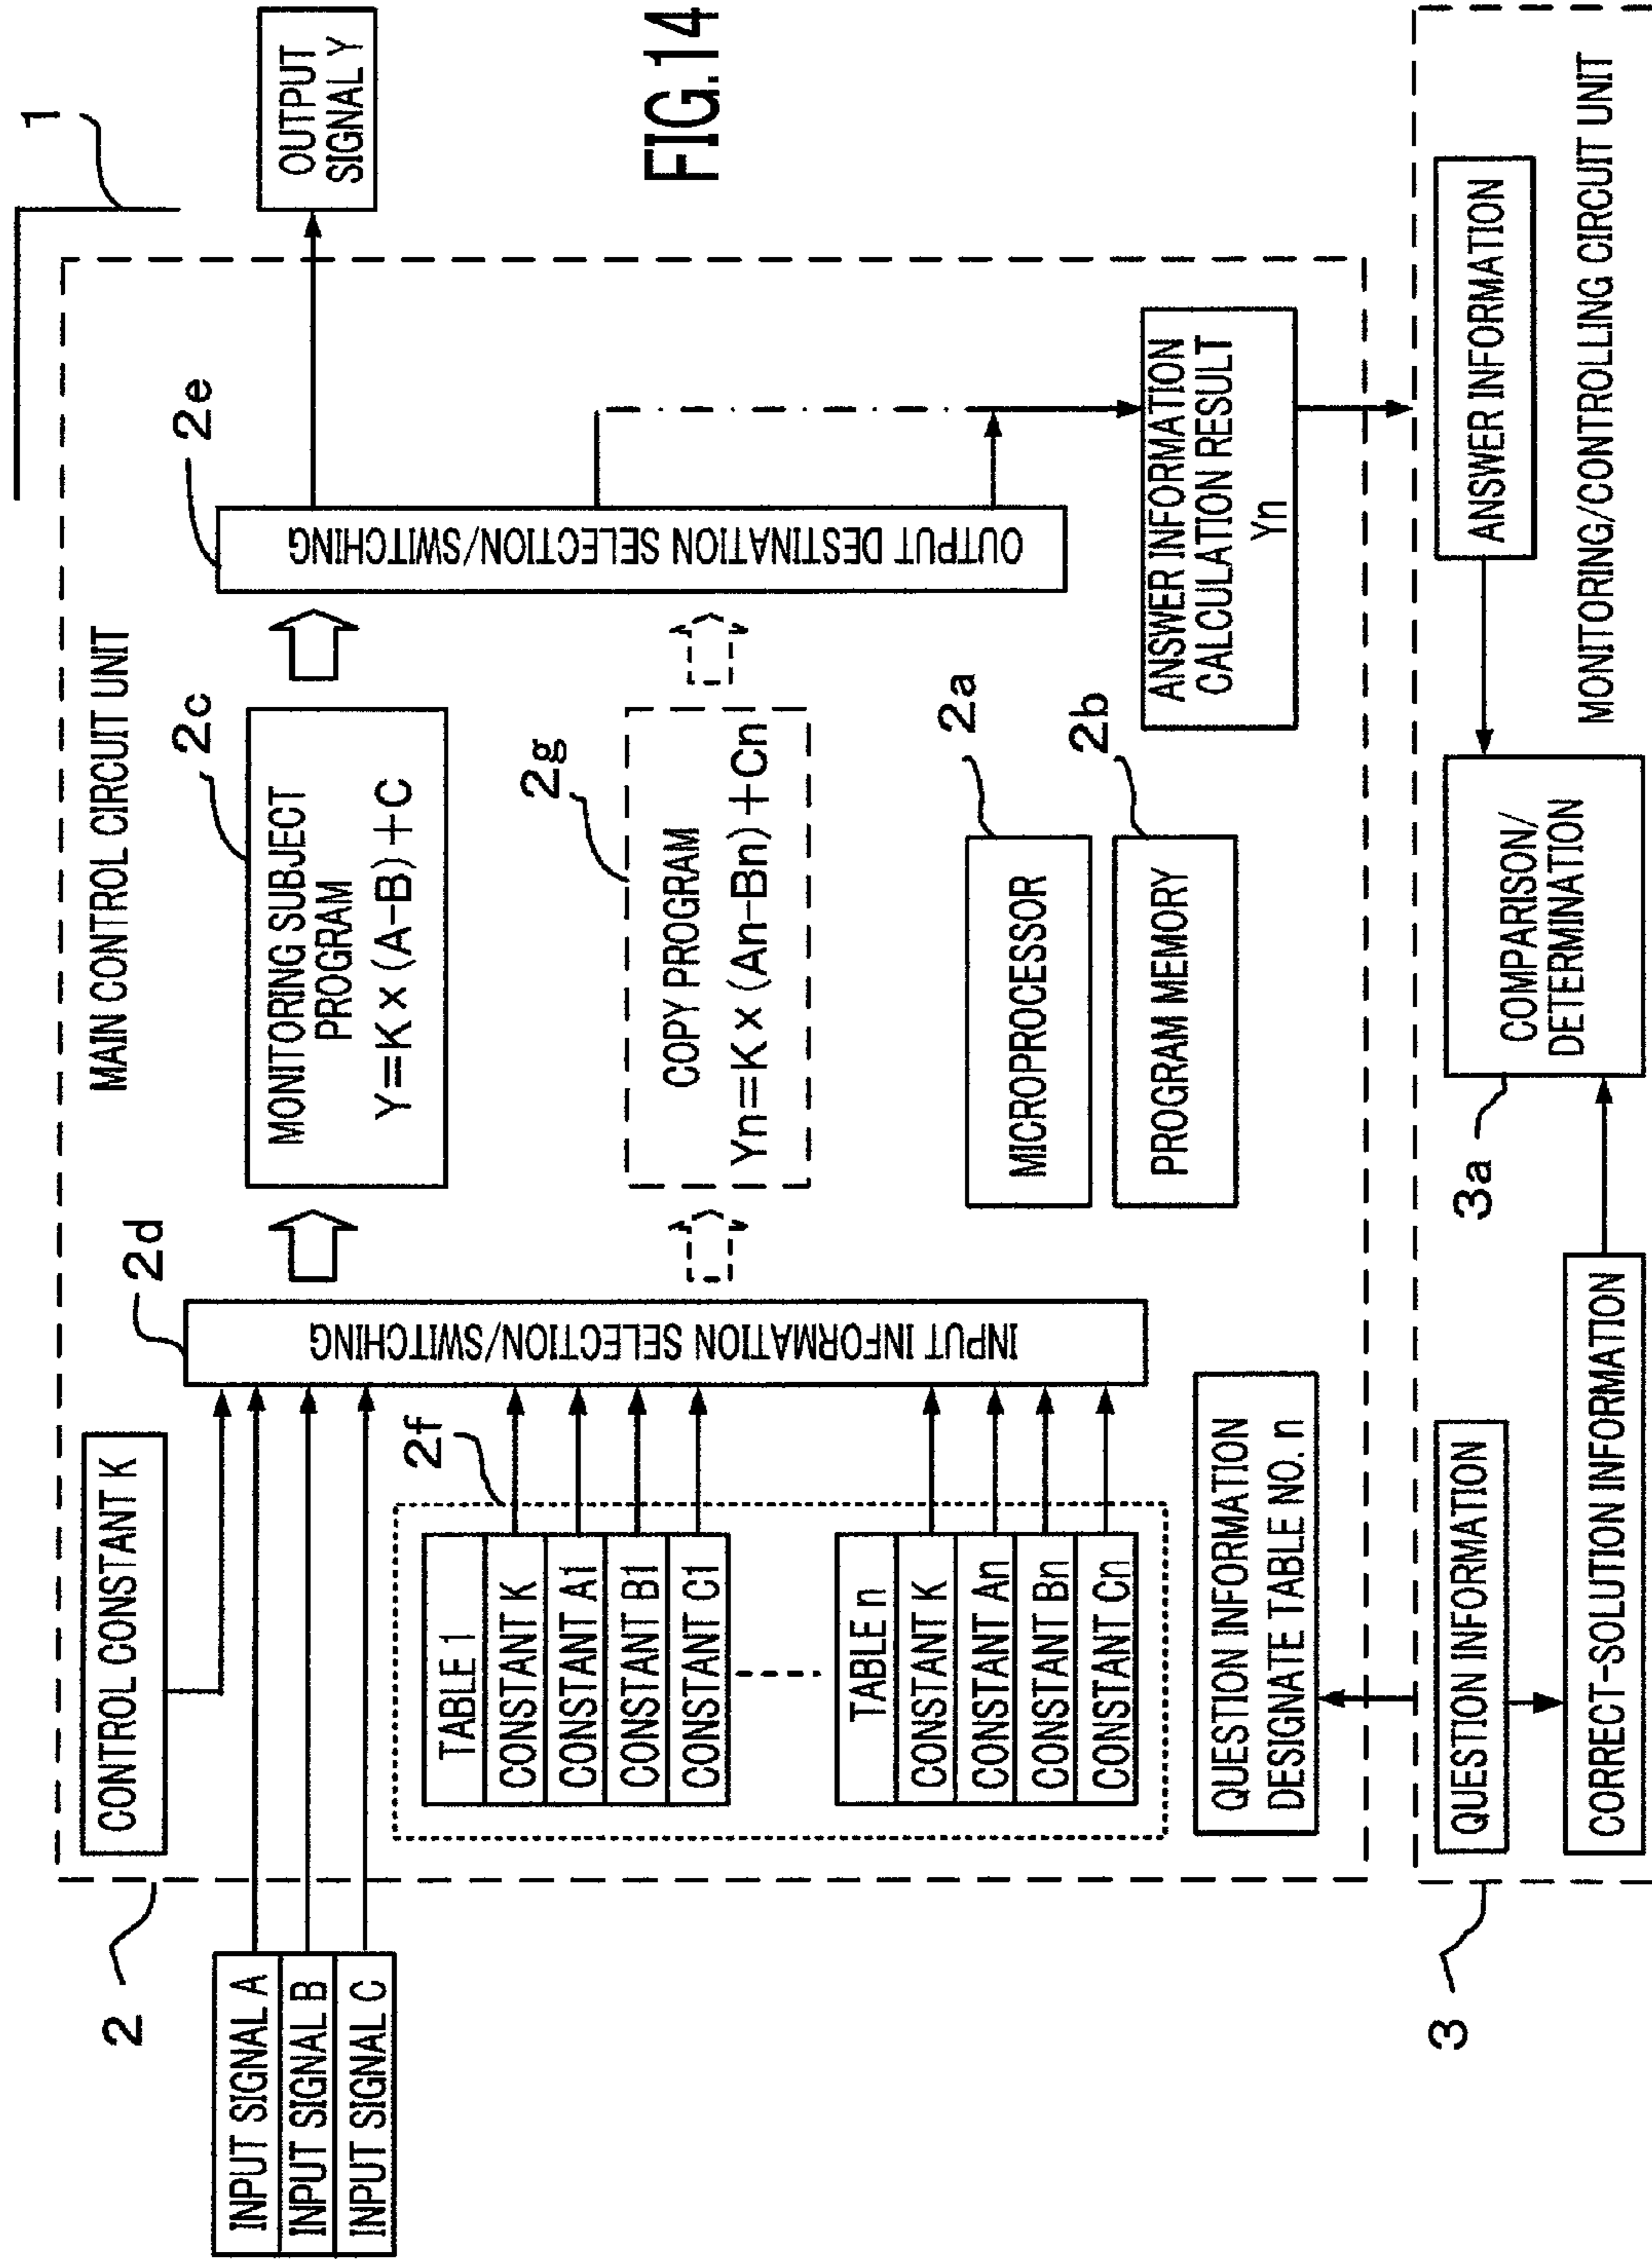 1
2
MAIN CONTROL CIRCUIT UNIT
CONTROL CONSTANT K
INPUT SIGNAL A
INPUT SIGNAL B
INPUT SIGNAL C
2d
INPUT INFORMATION SELECTION/SWITCHING
2c
MONITORING SUBJECT
PROGRAM
Y=K×(A-B)+C
2e
OUTPUT DESTINATION SELECTION/SWITCHING
OUTPUT
SIGNAL Y
2f
TABLE 1
CONSTANT K
CONSTANT A1
CONSTANT B1
CONSTANT C1
TABLE n
CONSTANT K
CONSTANT An
CONSTANT Bn
CONSTANT Cn
2g
COPY PROGRAM
Yn=K×(An-Bn)+Cn
FIG.14
2a
MICROPROCESSOR
2b
PROGRAM MEMORY
QUESTION INFORMATION
DESIGNATE TABLE NO. n
ANSWER INFORMATION
CALCULATION RESULT
Yn
3
QUESTION INFORMATION
CORRECT-SOLUTION INFORMATION
3a
COMPARISON/
DETERMINATION
ANSWER INFORMATION
MONITORING/CONTROLLING CIRCUIT UNIT